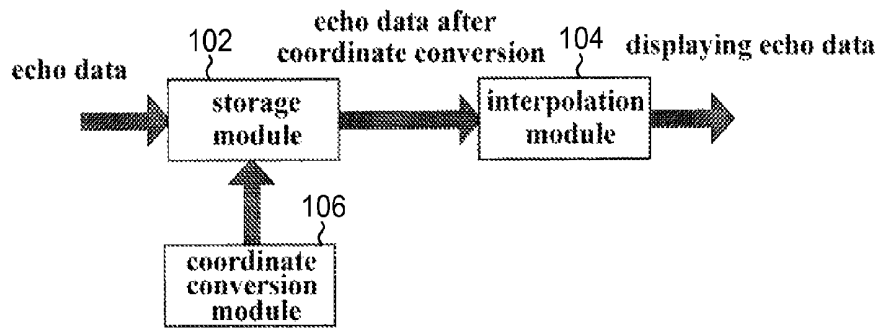 echo data
102
storage
module
echo data after
coordinate conversion
104
interpolation
module
displaying echo data
106
coordinate
conversion
module